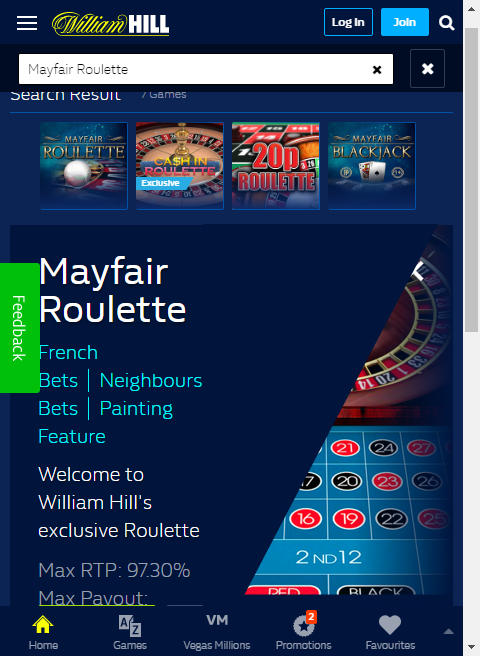 William HILL
Log In
Join
Mayfair Roulette
Search Result
7 Games
MAYFAIR
ROULETTE
CA$H IN
ROULETTE
Exclusive
20p
ROULETTE
MAYFAIR
BLACKJACK
Feedback
Mayfair
Roulette
French
Bets | Neighbours
Bets | Painting
Feature
Welcome to
William Hill's
exclusive Roulette
Max RTP: 97.30%
Max Payout:
21 24 27
20 23 26
16 19 22 25
2ND12
RED
BLACK
Home
Games
VM
Vegas Millions
2
Promotions
Favourites